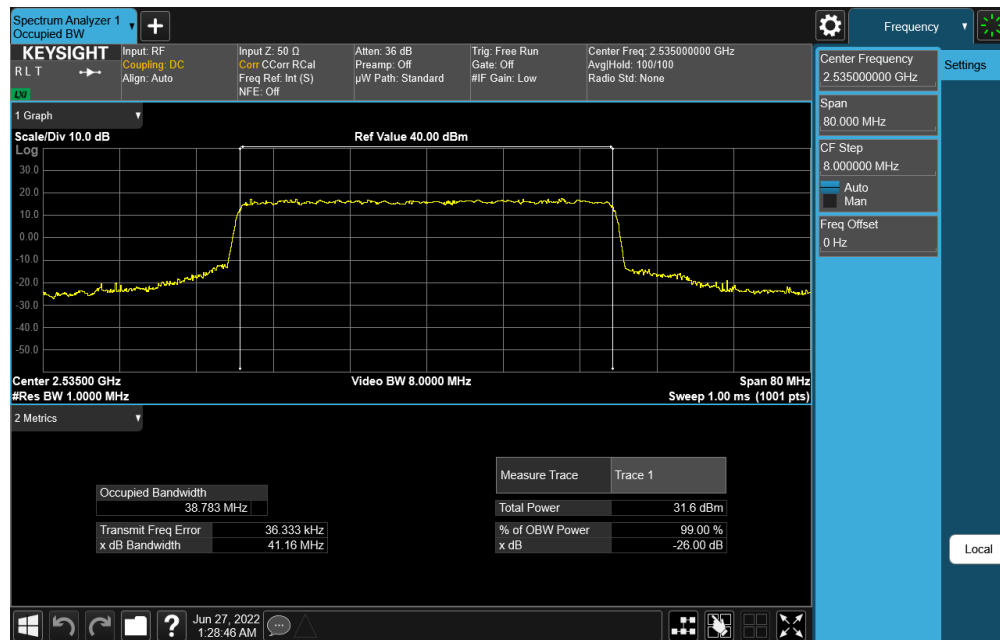 Spectrum Analyzer 1
Occupied BW
+
Frequency
KEYSIGHT
R L T
LXI
Input: RF
Coupling: DC
Align: Auto
Input Z: 50 Ω
Corr CCorr RCal
Freq Ref: Int (S)
NFE: Off
Atten: 36 dB
Preamp: Off
µW Path: Standard
Trig: Free Run
Gate: Off
#IF Gain: Low
Center Freq: 2.535000000 GHz
Avg|Hold: 100/100
Radio Std: None
Center Frequency
2.535000000 GHz
Settings
Span
80.000 MHz
CF Step
8.000000 MHz
Auto
Man
Freq Offset
0 Hz
Local
1 Graph
Scale/Div 10.0 dB
Ref Value 40.00 dBm
Log
30.0
20.0
10.0
0.00
-10.0
-20.0
-30.0
-40.0
-50.0
Center 2.53500 GHz
Video BW 8.0000 MHz
Span 80 MHz
#Res BW 1.0000 MHz
Sweep 1.00 ms (1001 pts)
2 Metrics
Measure Trace
Trace 1
Occupied Bandwidth
38.783 MHz
Total Power
31.6 dBm
Transmit Freq Error
36.333 kHz
% of OBW Power
99.00 %
x dB Bandwidth
41.16 MHz
x dB
-26.00 dB
?
Jun 27, 2022
1:28:46 AM